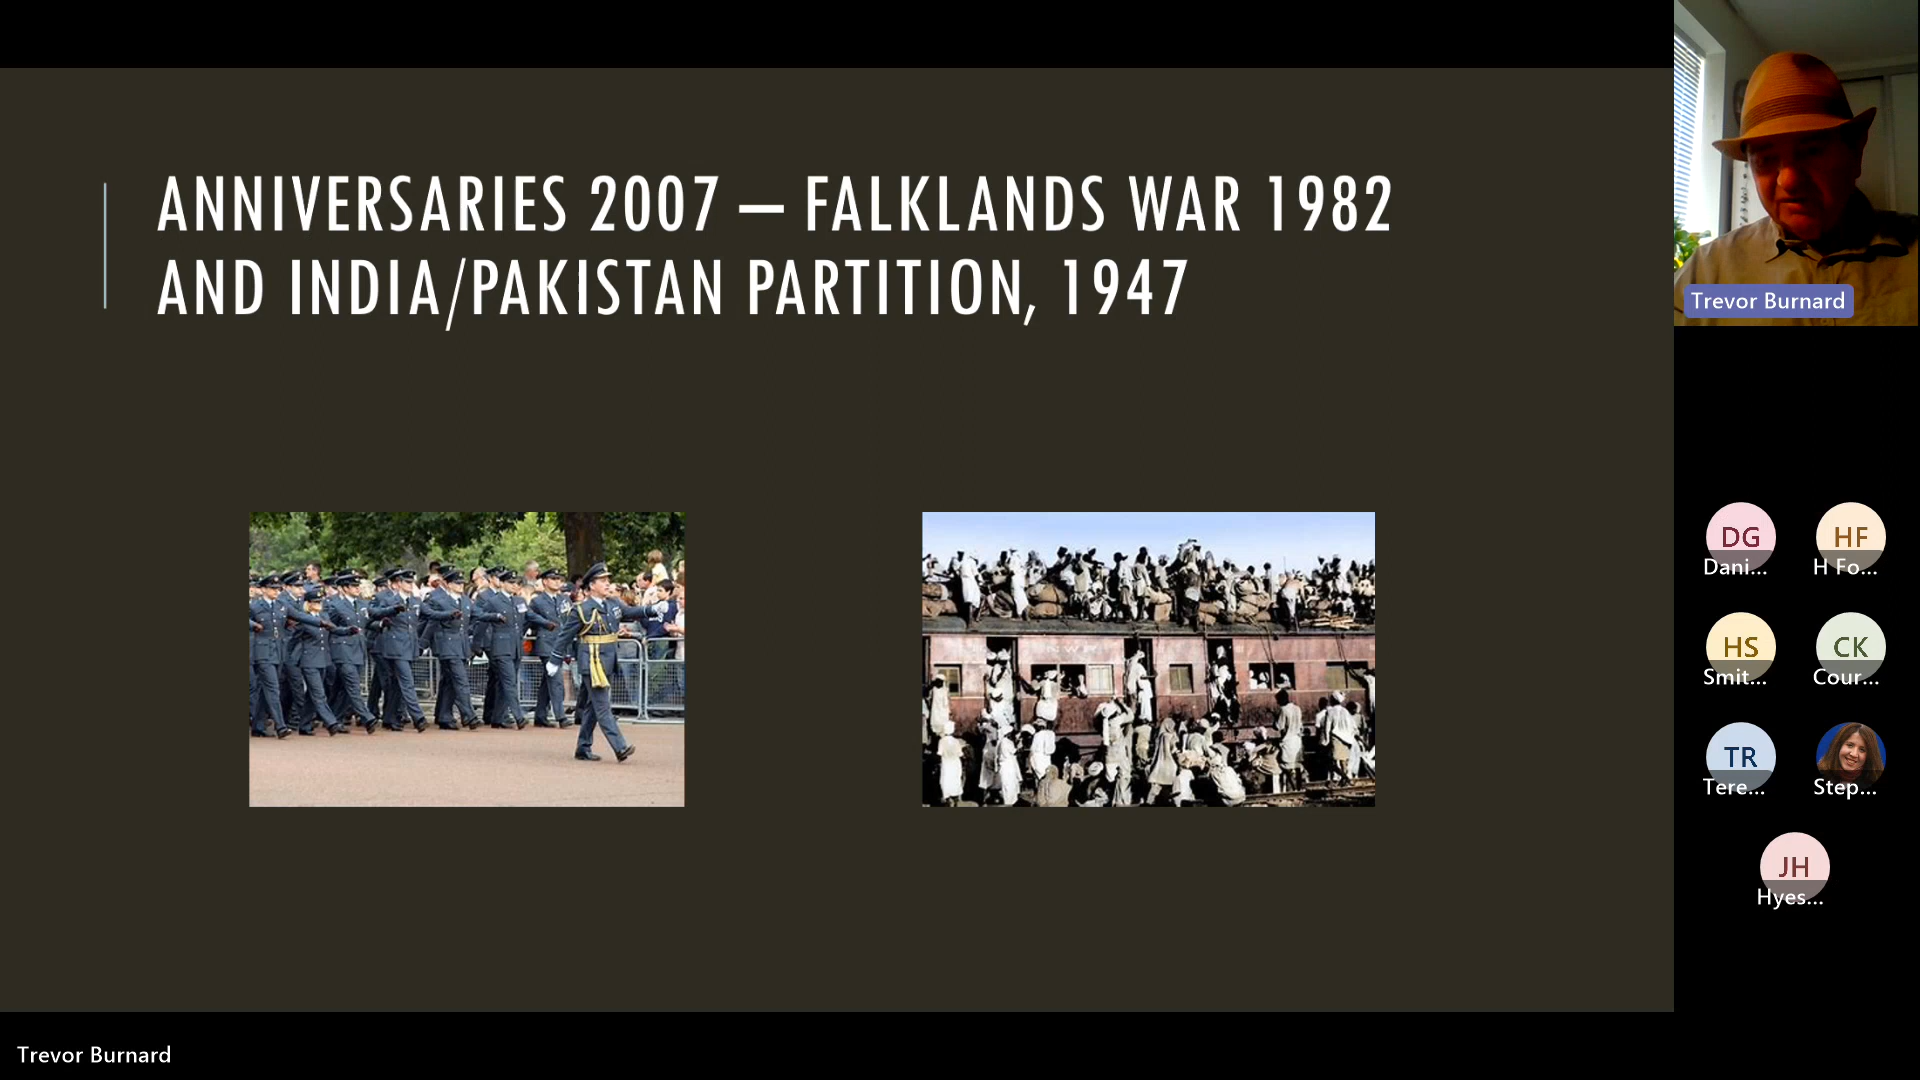 ANNIVERSARIES 2007 – FALKLANDS WAR 1982
AND INDIA/PAKISTAN PARTITION, 1947
Trevor Burnard
DG
Dani...
HF
H Fo...
HS
Smit...
CK
Cour...
TR
Tere...
Step...
JH
Hyes...
Trevor Burnard